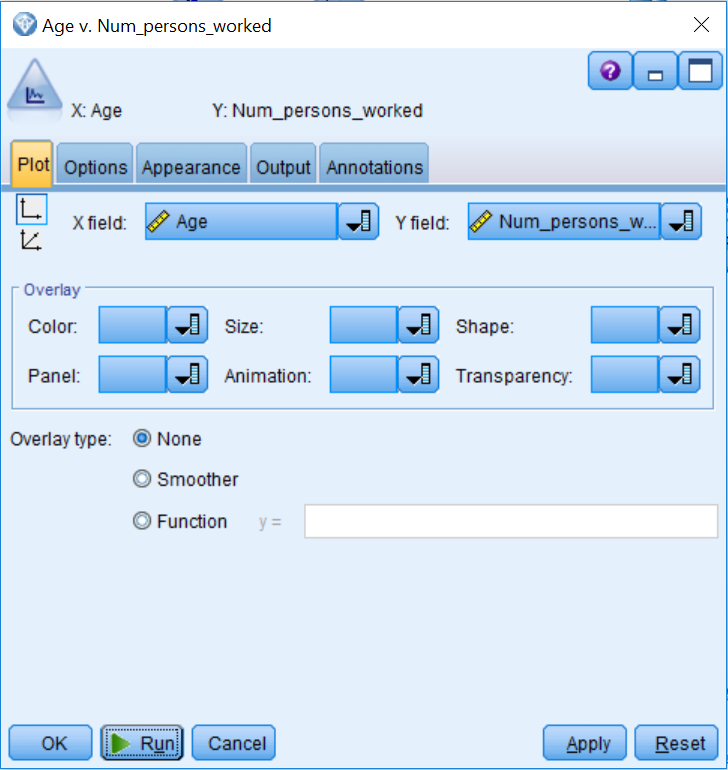 Age v. Num_persons_worked
X: Age Y: Num_persons_worked
Plot Options Appearance Output Annotations
X field: Age Y field: Num_persons_w...
Overlay
Color: Size: Shape:
Panel: Animation: Transparency:
Overlay type: None
Smoother
Function y =
OK Run Cancel Apply Reset